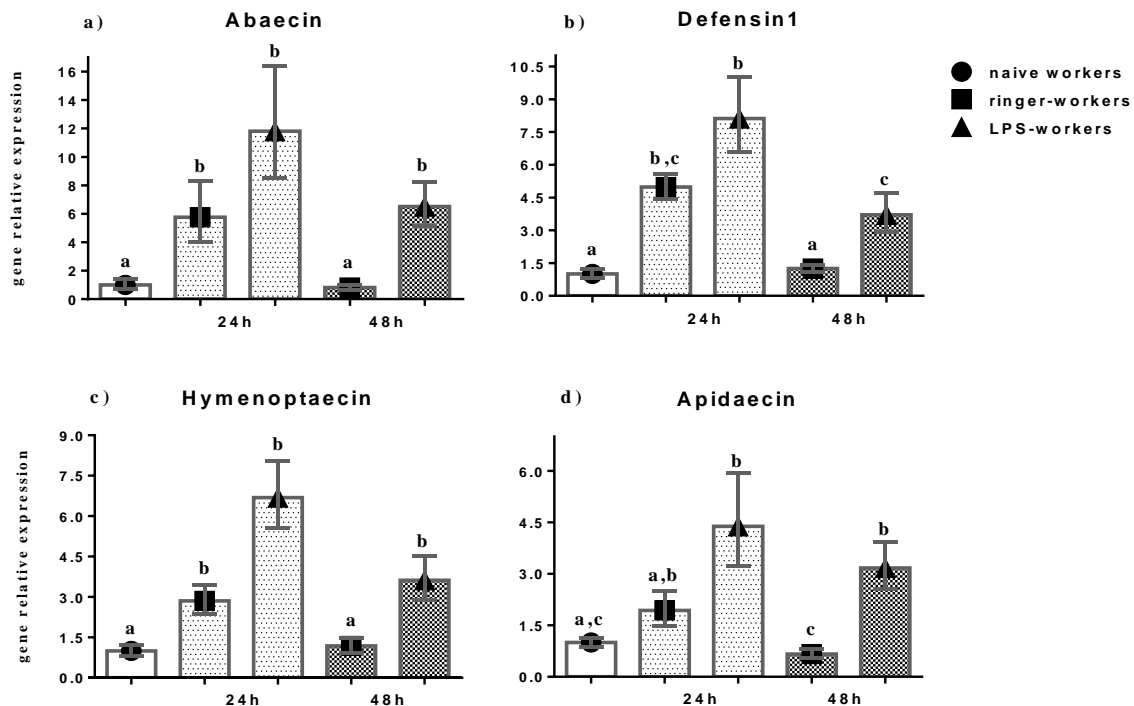 a) Abaecin
gene relative expression
16
14
12
10
8
6
4
2
0
a
b
b
a
b
24h 48h
b) Defensin1
10.5
9.0
7.5
6.0
4.5
3.0
1.5
0.0
a
b,c
b
a
c
24h 48h
naive workers
ringer-workers
LPS-workers
c) Hymenoptaecin
gene relative expression
9.0
7.5
6.0
4.5
3.0
1.5
0.0
a
b
b
a
b
24h 48h
d) Apidaecin
6.0
4.5
3.0
1.5
0.0
a,c
a,b
b
c
b
24h 48h